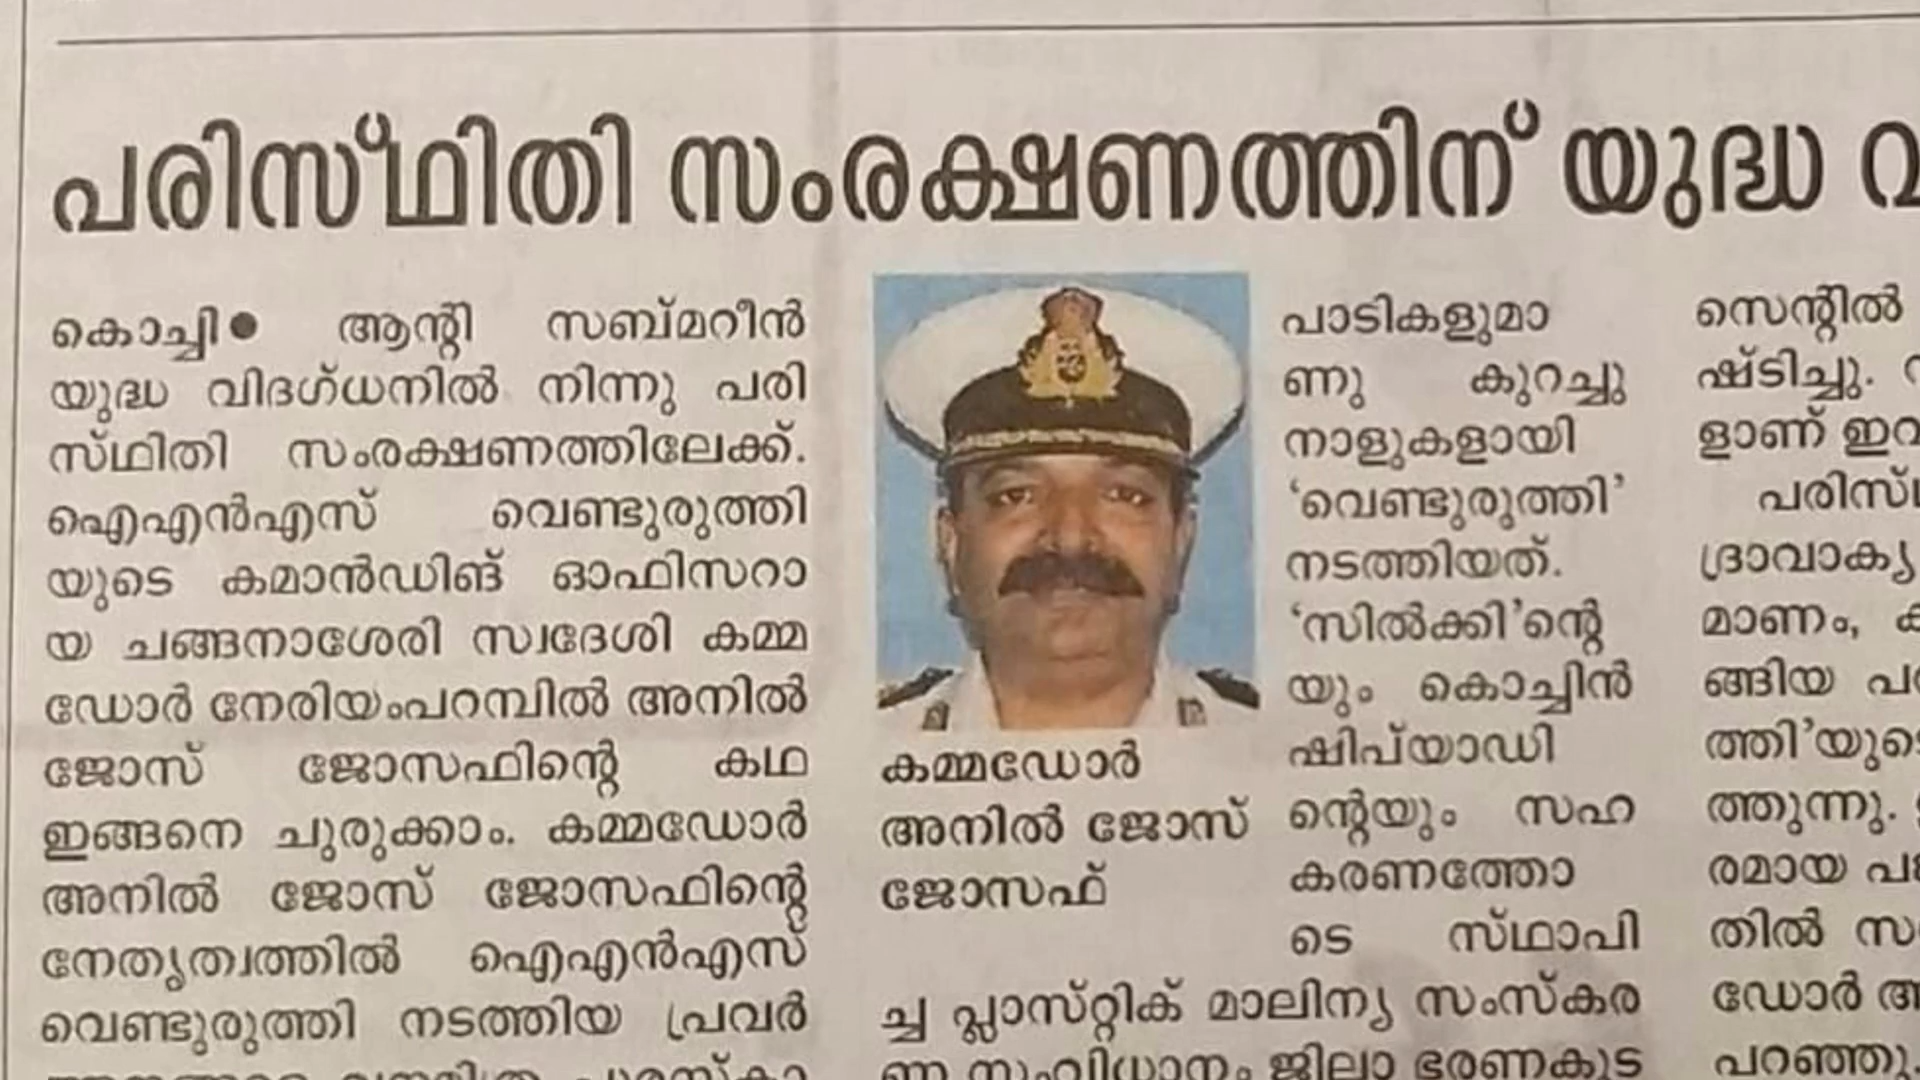 പരിസ്ഥിതി സംരക്ഷണത്തിന് യുദ്ധ
കൊച്ചി● ആന്റി സബ്മറീൻ
യുദ്ധ വിദഗ്ധനിൽ നിന്നു പരി
സ്ഥിതി സംരക്ഷണത്തിലേക്ക്.
ഐഎൻഎസ് വെണ്ടുരുത്തി
യുടെ കമാൻഡിങ് ഓഫിസറാ
യ ചങ്ങനാശേരി സ്വദേശി കമ്മ
ഡോർ നേരിയംപറമ്പിൽ അനിൽ
ജോസ് ജോസഫിന്റെ കഥ
ഇങ്ങനെ ചുരുക്കാം. കമ്മഡോർ
അനിൽ ജോസ് ജോസഫിന്റെ
നേതൃത്വത്തിൽ ഐഎൻഎസ്
വെണ്ടുരുത്തി നടത്തിയ പ്രവർ
കമ്മഡോർ
അനിൽ ജോസ്
ജോസഫ്
പാടികളുമാ
ണു കുറച്ചു
നാളുകളായി
‘വെണ്ടുരുത്തി’
നടത്തിയത്.
‘സിൽക്കി’ന്റെ
യും കൊച്ചിൻ
ഷിപ്‌യാഡി
ന്റെയും സഹ
കരണത്തോ
ടെ സ്ഥാപി
ച്ച പ്ലാസ്റ്റിക് മാലിന്യ സംസ്കര
ണ സംവിധാനം ജില്ലാ ഭരണകൂട
സെന്റിൽ
ഷ്ടിച്ചു.
ളാണ്
ദ്രാവാക്യ
മാണം,
ങ്ങിയ
ത്തി’യുടെ
ത്തുന്നു.
രമായ
തിൽ
ഡോർ
പറഞ്ഞു.